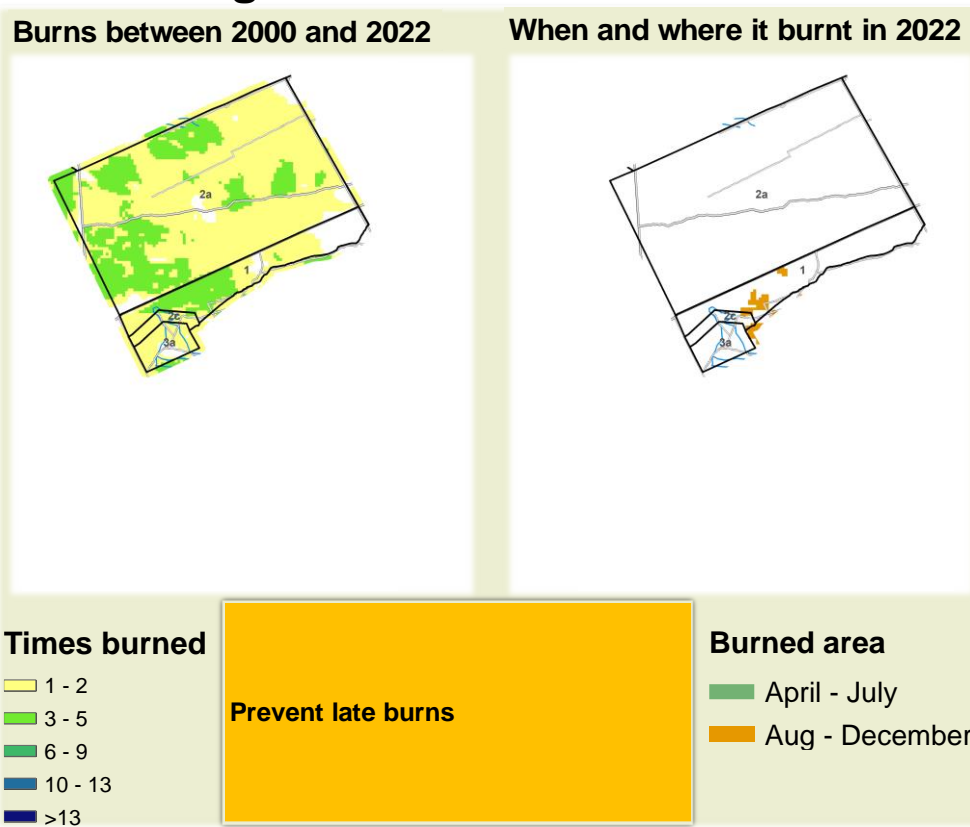 Burns between 2000 and 2022
When and where it burnt in 2022
2a
1
2c
3a
2a
1
2c
3a
Times burned
1 - 2
3 - 5
6 - 9
10 - 13
>13
Prevent late burns
Burned area
April - July
Aug - December